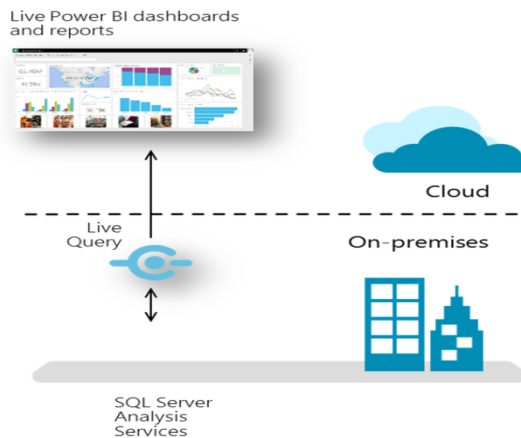 Live Power BI dashboards
and reports
Cloud
Live
Query
On-premises
SQL Server
Analysis
Services